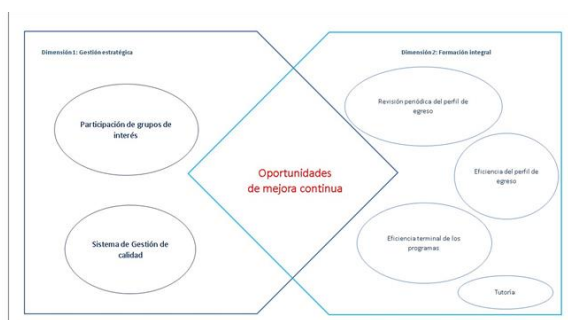 Dimensión 1: Gestión estratégica
Participación de grupos de
interés
Sistema de Gestión de
calidad
Oportunidades
de mejora continua
Dimensión 2: Formación integral
Revisión periódica del perfil de
egreso
Eficiencia del perfil de
egreso
Eficiencia terminal de los
programas
Tutoría